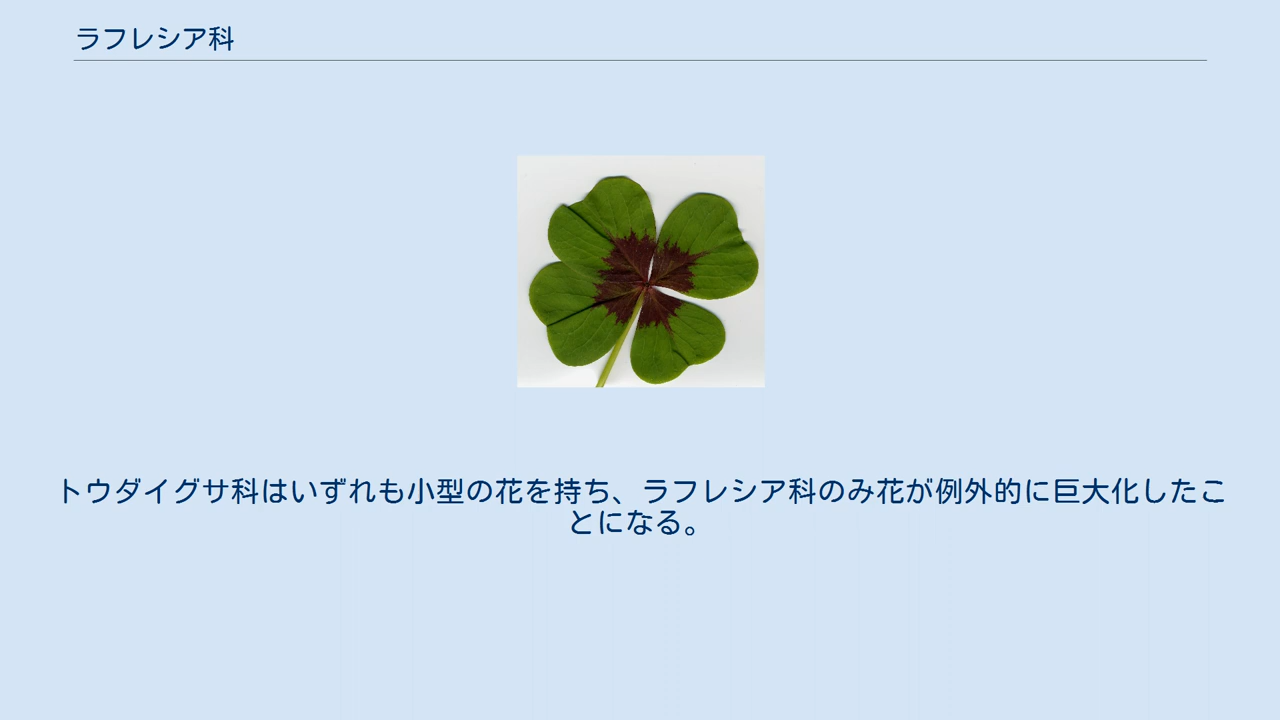 ラフレシア科
トウダイグサ科はいずれも小型の花を持ち、ラフレシア科のみ花が例外的に巨大化したこ
とになる。